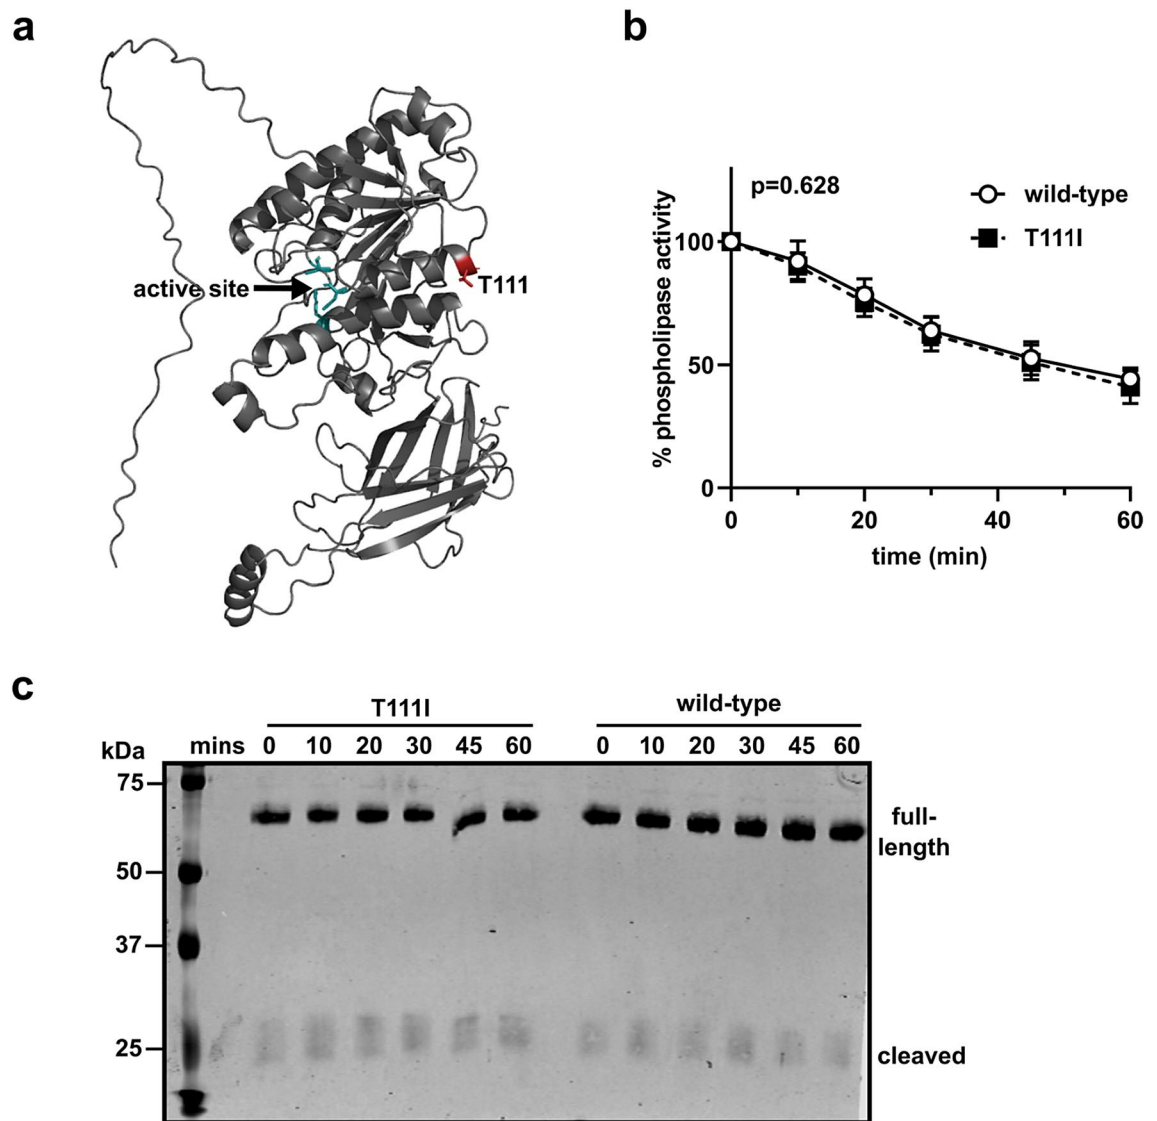 a
active site
T111
b
p=0.628
wild-type
T111I
% phospholipase activity
100
50
0
0 20 40 60
time (min)
c
T111I wild-type
kDa mins 0 10 20 30 45 60 0 10 20 30 45 60
75
50
37
25
full-
length
cleaved